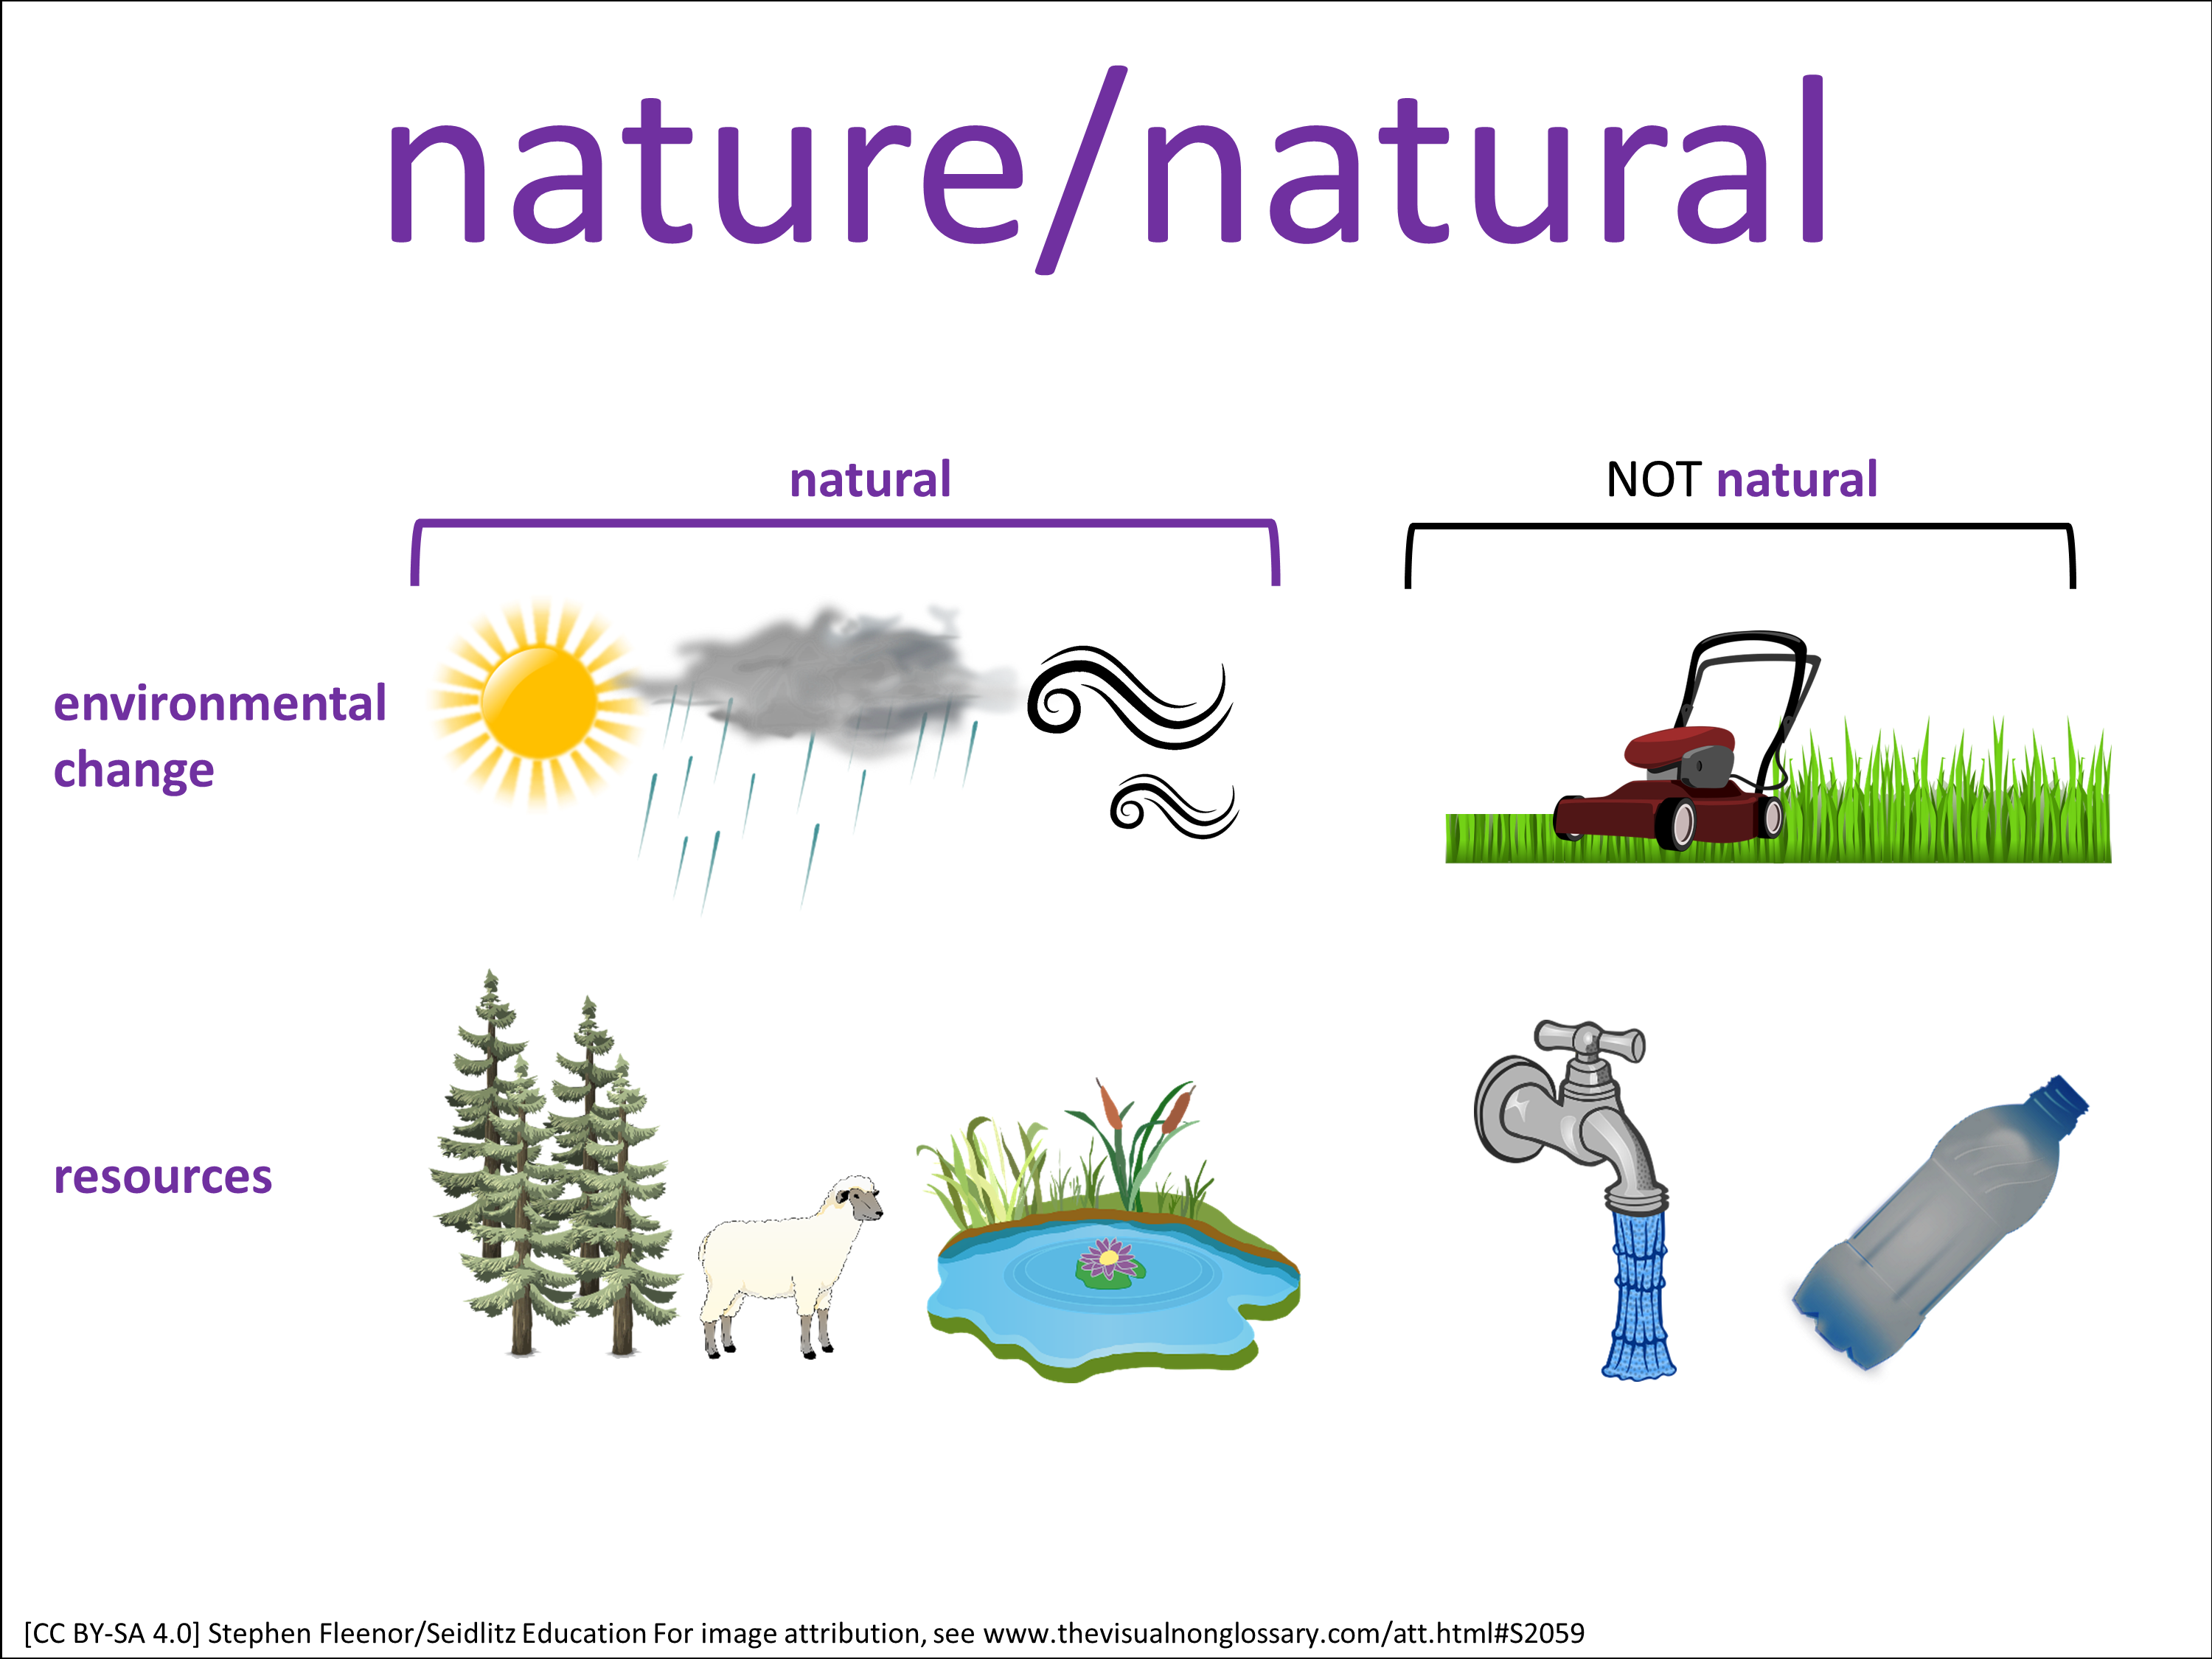 nature/natural
natural
NOT natural
environmental
change
resources
[CC BY-SA 4.0] Stephen Fleenor/Seidlitz Education For image attribution, see www.thevisualnonglossary.com/att.html#S2059